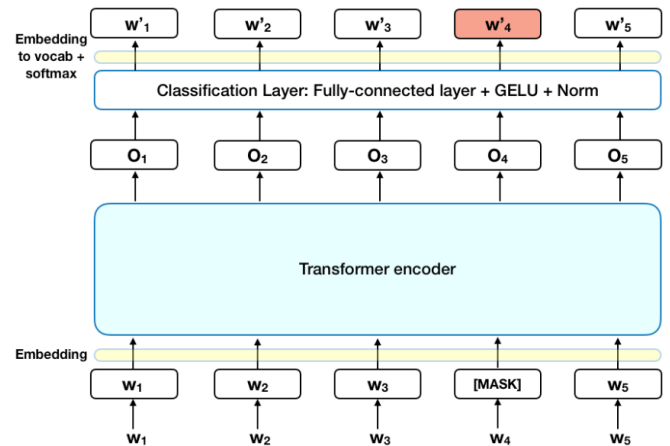 Embedding
to vocab +
softmax
w'₁ w'₂ w'₃ w'₄ w'₅
Classification Layer: Fully-connected layer + GELU + Norm
O₁ O₂ O₃ O₄ O₅
Transformer encoder
Embedding
W₁ W₂ W₃ [MASK] W₅
W₁ W₂ W₃ W₄ W₅